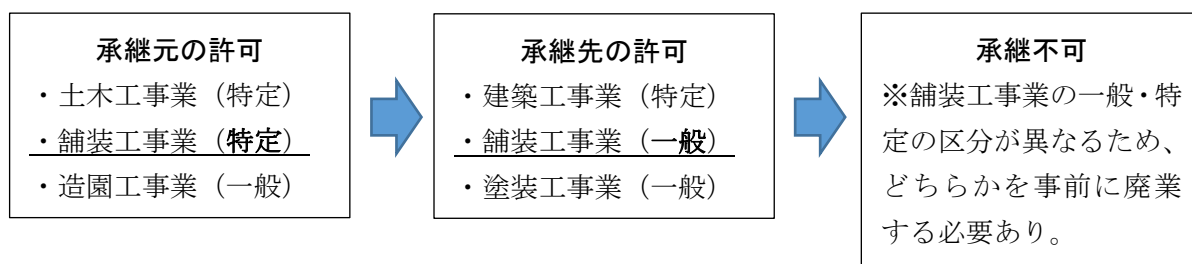 承継元の許可
・土木工事業（特定）
・舗装工事業（特定）
・造園工事業（一般）
承継先の許可
・建築工事業（特定）
・舗装工事業（一般）
・塗装工事業（一般）
承継不可
※舗装工事業の一般・特
定の区分が異なるため、
どちらかを事前に廃業
する必要あり。